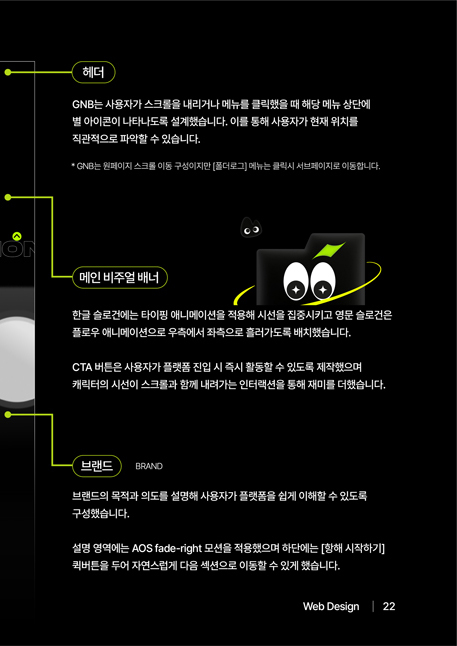 헤더
GNB는 사용자가 스크롤을 내리거나 메뉴를 클릭했을 때 해당 메뉴 상단에
별 아이콘이 나타나도록 설계했습니다. 이를 통해 사용자가 현재 위치를
직관적으로 파악할 수 있습니다.
* GNB는 원페이지 스크롤 이동 구성이지만 [폴더로그] 메뉴는 클릭시 서브페이지로 이동합니다.
ION
메인 비주얼 배너
한글 슬로건에는 타이핑 애니메이션을 적용해 시선을 집중시키고 영문 슬로건은
플로우 애니메이션으로 우측에서 좌측으로 흘러가도록 배치했습니다.
CTA 버튼은 사용자가 플랫폼 진입 시 즉시 활동할 수 있도록 제작했으며
캐릭터의 시선이 스크롤과 함께 내려가는 인터랙션을 통해 재미를 더했습니다.
브랜드 BRAND
브랜드의 목적과 의도를 설명해 사용자가 플랫폼을 쉽게 이해할 수 있도록
구성했습니다.
설명 영역에는 AOS fade-right 모션을 적용했으며 하단에는 [항해 시작하기]
퀵버튼을 두어 자연스럽게 다음 섹션으로 이동할 수 있게 했습니다.
Web Design | 22